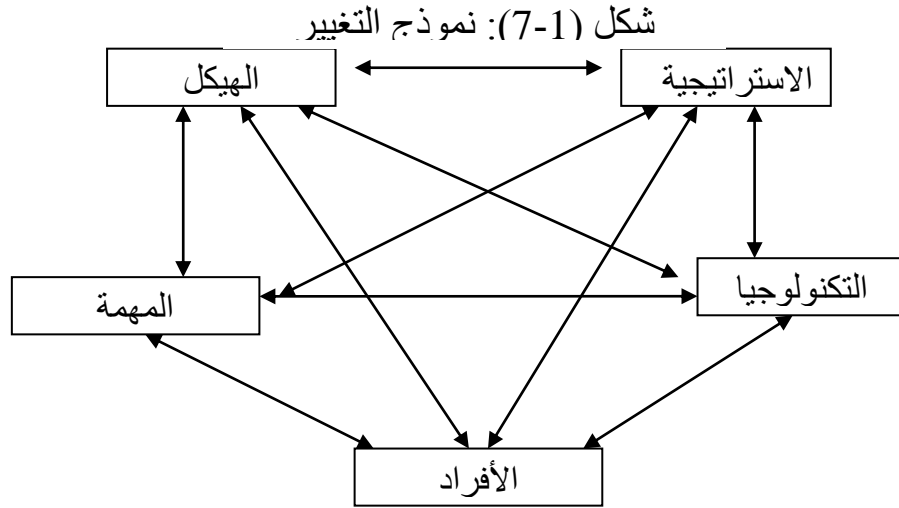 شكل (1-7): نموذج التغيير
الاستراتيجية
الهيكل
التكنولوجيا
المهمة
الأفراد